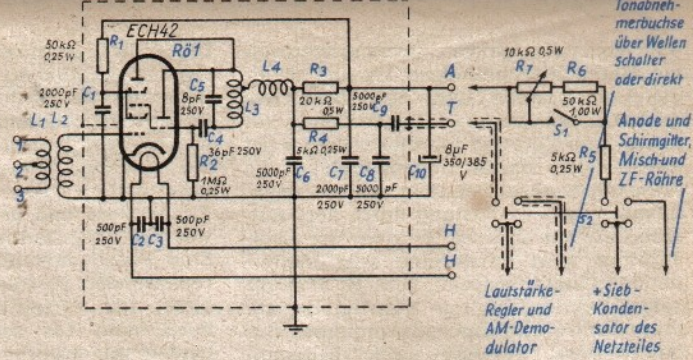 Tonabneh-
merbuchse
über Wellen
schalter
oder direkt
Anode und
Schirmgitter,
Misch-und
ZF-Röhre
ECH42
Rö1
R1
50kΩ
0,25W
C1
2000pF
250V
L1 L2
1
2
3
C5
8pF
250V
L3
L4
C4
36pF 250V
R2
1MΩ
0,25W
R3
20kΩ
0,5W
R4
5kΩ 0,25W
C6
5000pF
250V
C7
2000pF
250V
C8
5000pF
250V
C9
5000pF
250V
C10
8µF
350/385
V
500pF
250V
C2 C3
500pF
250V
A
T
H
H
10kΩ 0,5W
R7
R6
50kΩ
1,00W
S1
5kΩ
0,25W
R5
S2
Lautstärke-
Regler und
AM-Demo-
dulator
+Sieb-
Konden-
sator des
Netzteiles